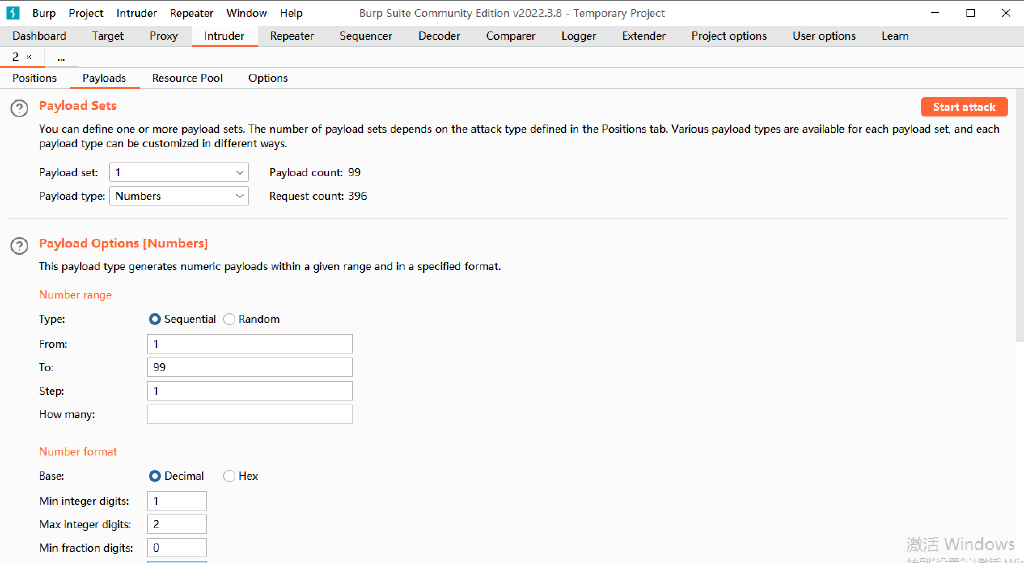 Burp Project Intruder Repeater Window Help Burp Suite Community Edition v2022.3.8 - Temporary Project
Dashboard Target Proxy Intruder Repeater Sequencer Decoder Comparer Logger Extender Project options User options Learn
2 × ...
Positions Payloads Resource Pool Options
? Payload Sets Start attack
You can define one or more payload sets. The number of payload sets depends on the attack type defined in the Positions tab. Various payload types are available for each payload set, and each
payload type can be customized in different ways.
Payload set: 1 Payload count: 99
Payload type: Numbers Request count: 396
? Payload Options [Numbers]
This payload type generates numeric payloads within a given range and in a specified format.
Number range
Type: Sequential Random
From: 1
To: 99
Step: 1
How many:
Number format
Base: Decimal Hex
Min integer digits: 1
Max integer digits: 2
Min fraction digits: 0
激活 Windows